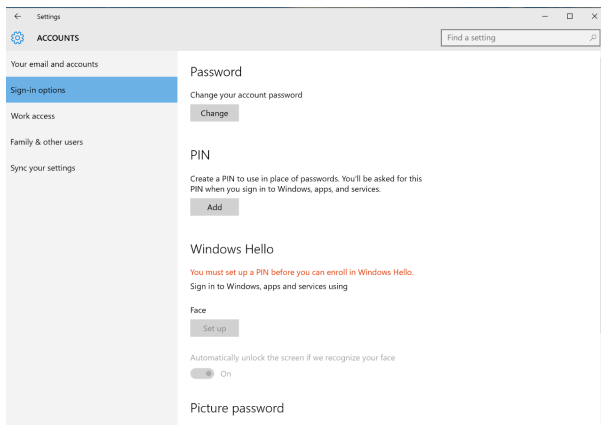 Settings
ACCOUNTS
Find a setting
Your email and accounts
Sign-in options
Work access
Family & other users
Sync your settings
Password
Change your account password
Change
PIN
Create a PIN to use in place of passwords. You'll be asked for this
PIN when you sign in to Windows, apps, and services.
Add
Windows Hello
You must set up a PIN before you can enroll in Windows Hello.
Sign in to Windows, apps and services using
Face
Set up
Automatically unlock the screen if we recognize your face
On
Picture password